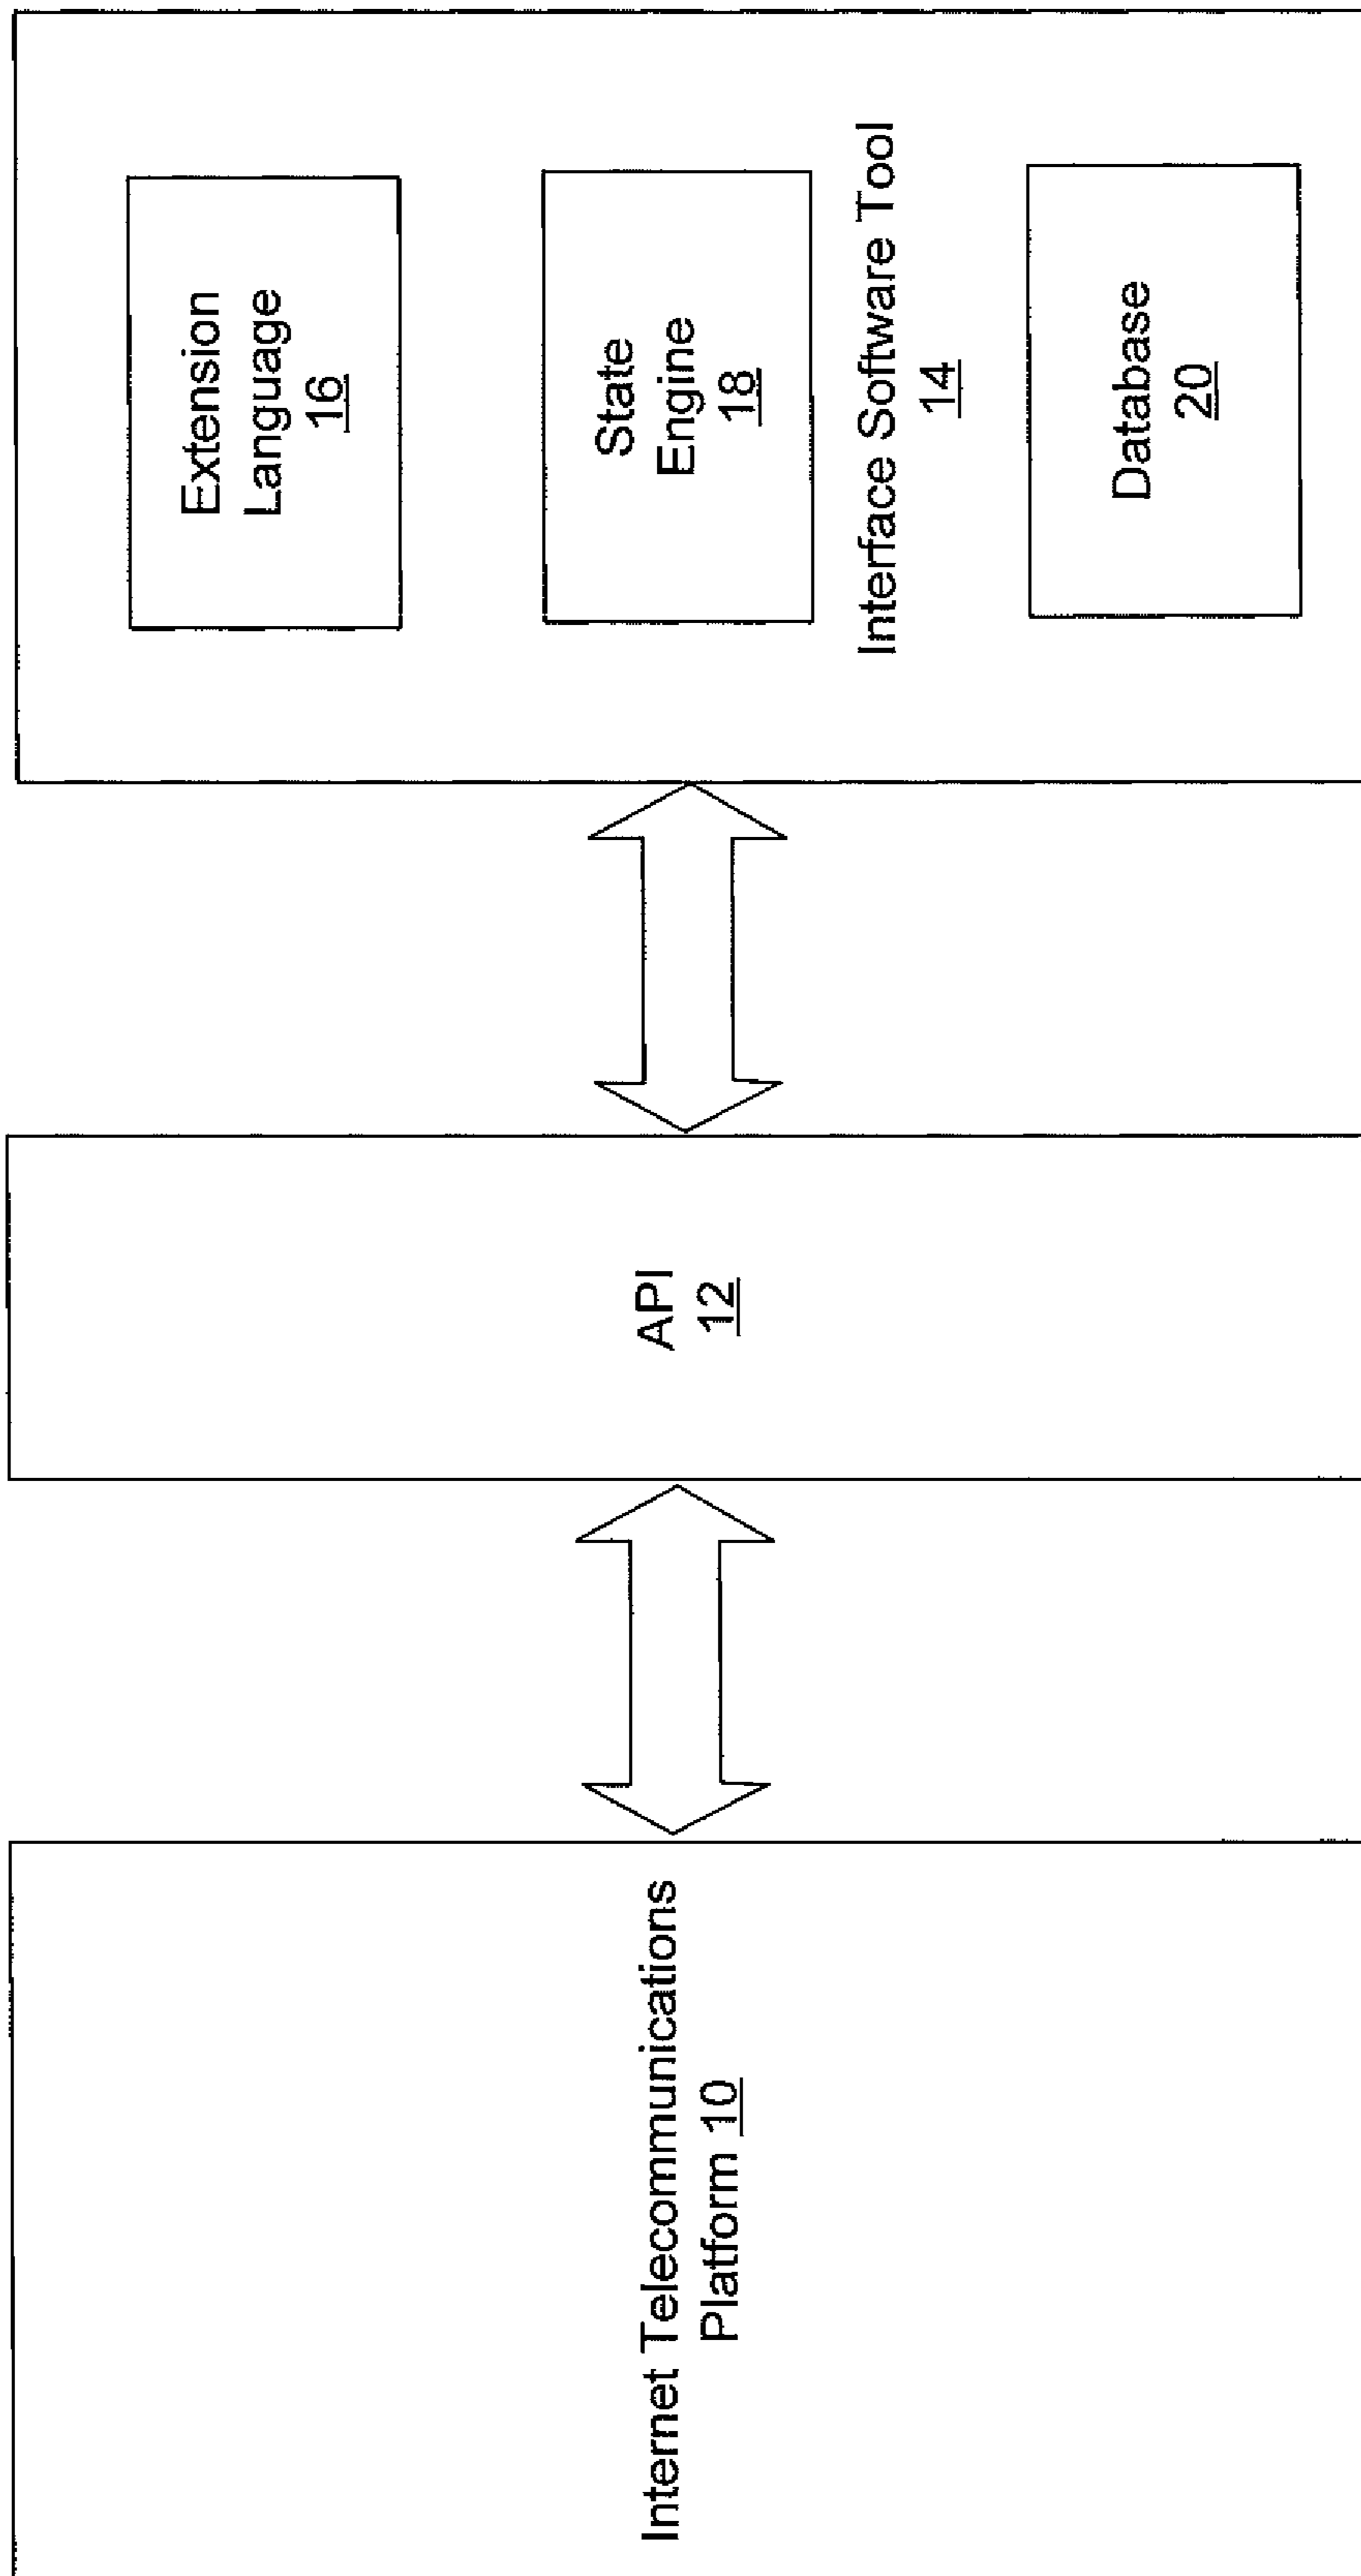 Internet Telecommunications
Platform 10
API
12
Extension
Language
16
State
Engine
18
Interface Software Tool
14
Database
20